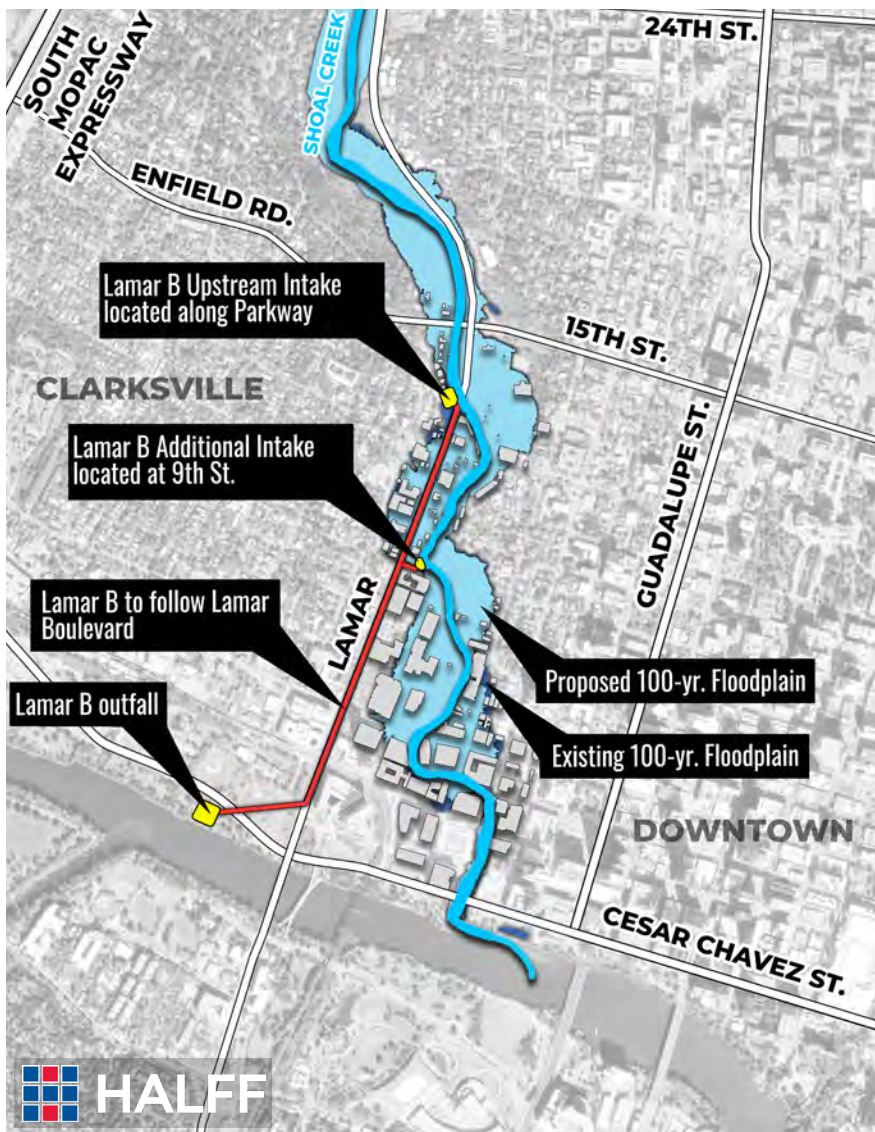 24TH ST.
SOUTH
MOPAC
EXPRESSWAY
SHOAL CREEK
ENFIELD RD.
Lamar B Upstream Intake
located along Parkway
15TH ST.
CLARKSVILLE
Lamar B Additional Intake
located at 9th St.
GUADALUPE ST.
Lamar B to follow Lamar
Boulevard
LAMAR
Proposed 100-yr. Floodplain
Lamar B outfall
Existing 100-yr. Floodplain
DOWNTOWN
CESAR CHAVEZ ST.
HALFF